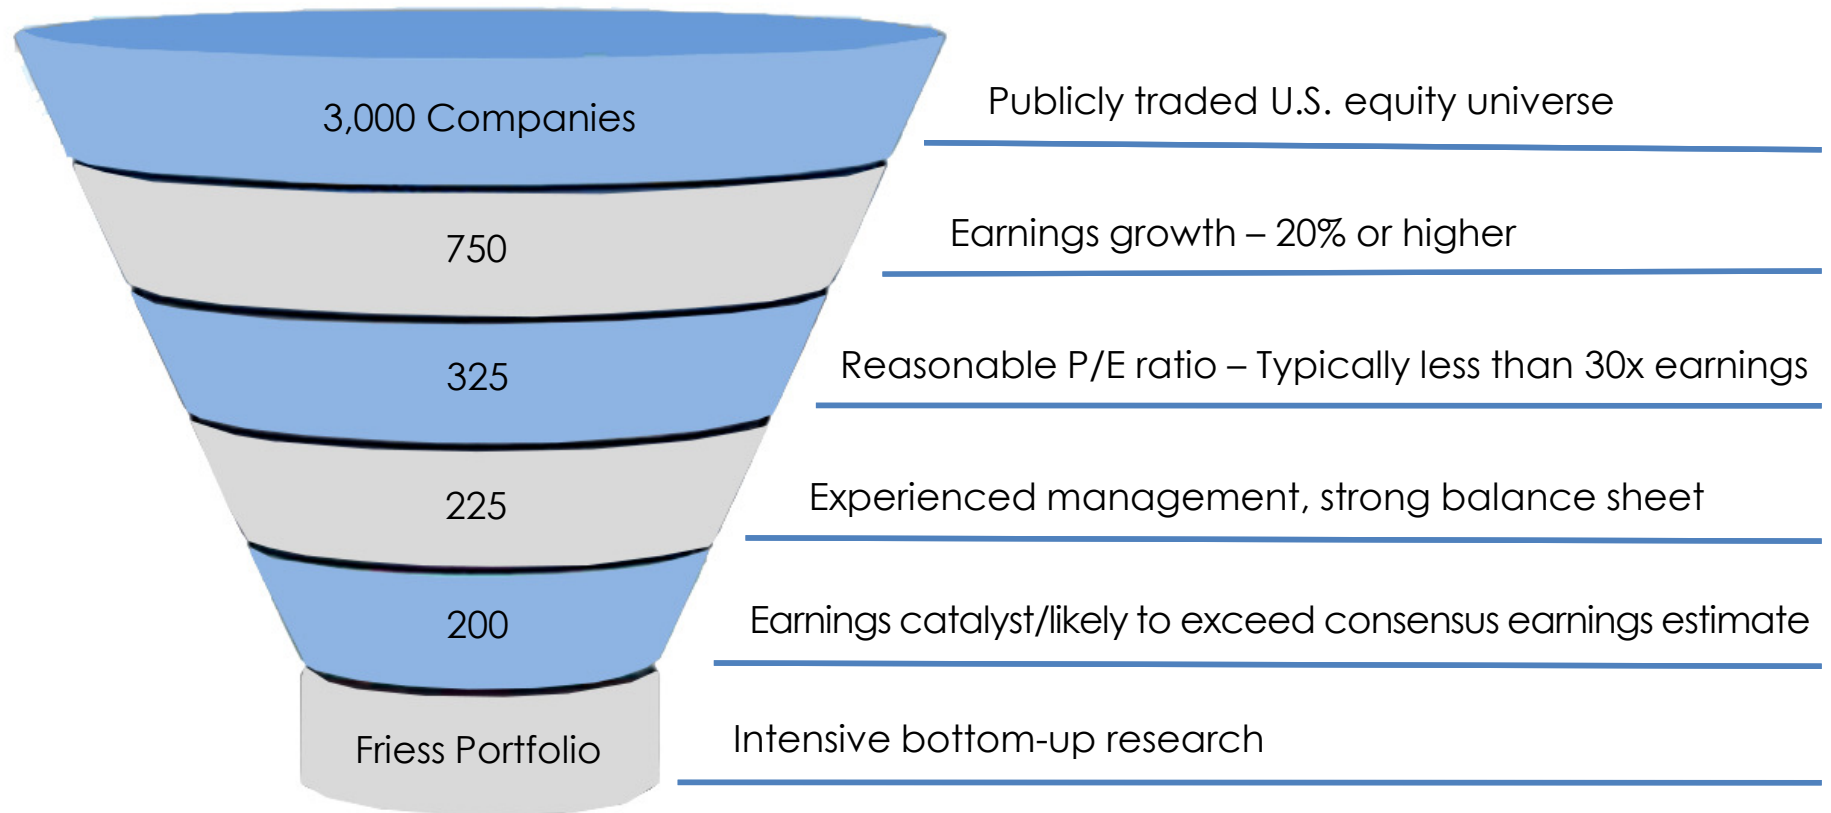 3,000 Companies
Publicly traded U.S. equity universe
750
Earnings growth – 20% or higher
325
Reasonable P/E ratio – Typically less than 30x earnings
225
Experienced management, strong balance sheet
200
Earnings catalyst/likely to exceed consensus earnings estimate
Friess Portfolio
Intensive bottom-up research